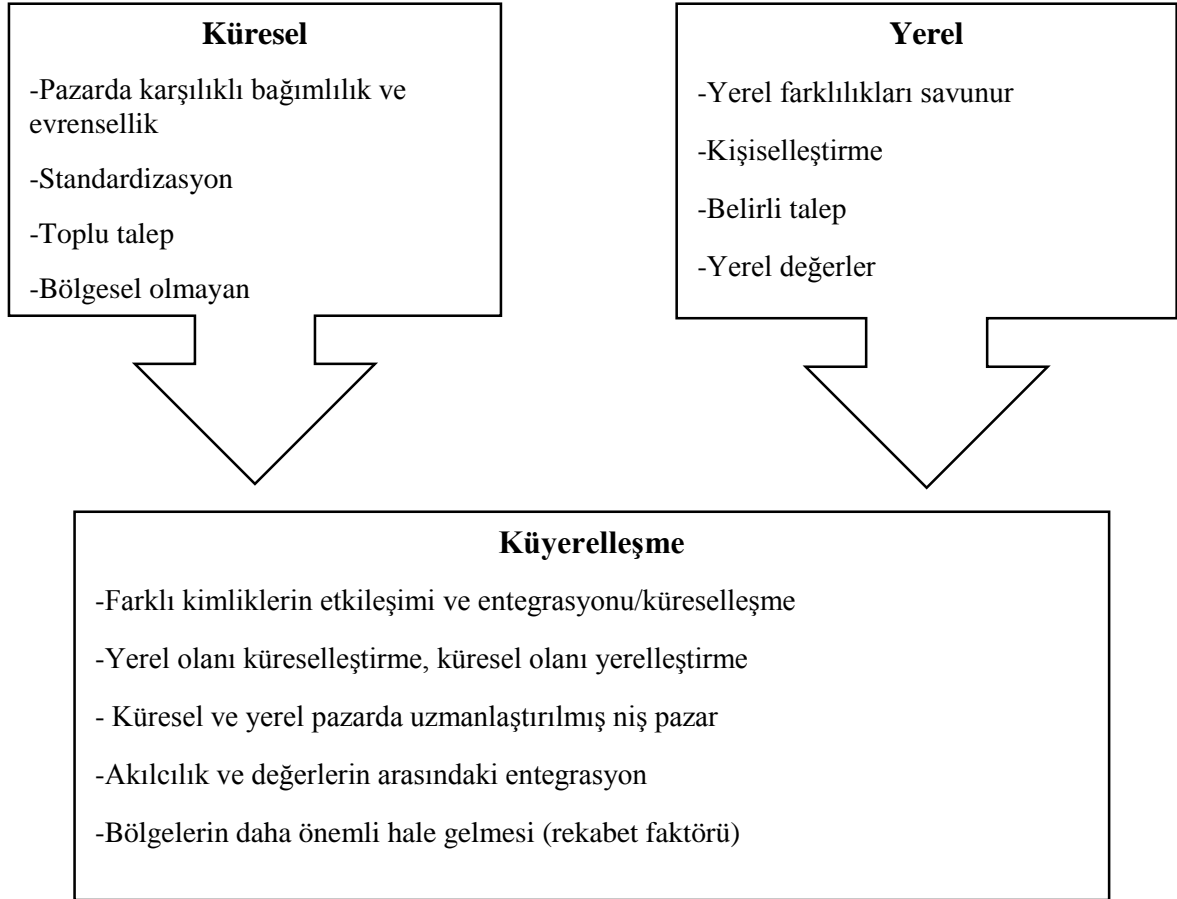 Küresel
-Pazarda karşılıklı bağımlılık ve
evrensellik
-Standardizasyon
-Toplu talep
-Bölgesel olmayan
Yerel
-Yerel farklılıkları savunur
-Kişiselleştirme
-Belirli talep
-Yerel değerler
Küyerelleşme
-Farklı kimliklerin etkileşimi ve entegrasyonu/küreselleşme
-Yerel olanı küreselleştirme, küresel olanı yerelleştirme
- Küresel ve yerel pazarda uzmanlaştırılmış niş pazar
-Akılcılık ve değerlerin arasındaki entegrasyon
-Bölgelerin daha önemli hale gelmesi (rekabet faktörü)